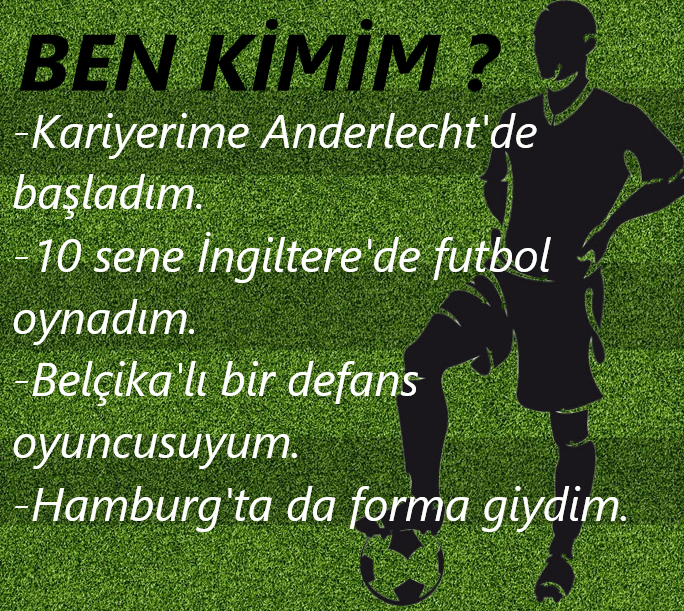 BEN KİMİM ?
-Kariyerime Anderlecht'de
başladım.
-10 sene İngiltere'de futbol
oynadım.
-Belçika'lı bir defans
oyuncusuyum.
-Hamburg'ta da forma giydim.